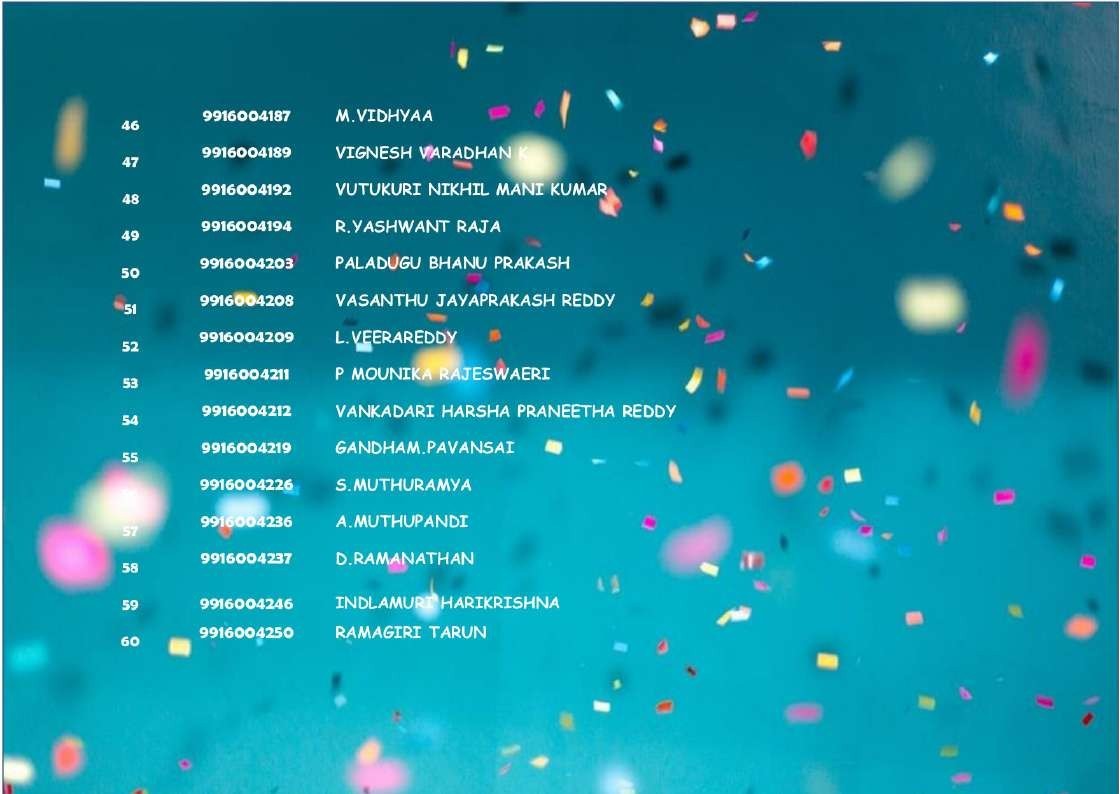 46 9916004187 M.VIDHYAA
47 9916004189 VIGNESH VARADHAN K
48 9916004192 VUTUKURI NIKHIL MANI KUMAR
49 9916004194 R.YASHWANT RAJA
50 9916004203 PALADUGU BHANU PRAKASH
51 9916004208 VASANTHU JAYAPRAKASH REDDY
52 9916004209 L.VEERAREDDY
53 9916004211 P MOUNIKA RAJESWAERI
54 9916004212 VANKADARI HARSHA PRANEETHA REDDY
55 9916004219 GANDHAM.PAVANSAI
9916004226 S.MUTHURAMYA
57 9916004236 A.MUTHUPANDI
58 9916004237 D.RAMANATHAN
59 9916004246 INDLAMURI HARIKRISHNA
60 9916004250 RAMAGIRI TARUN